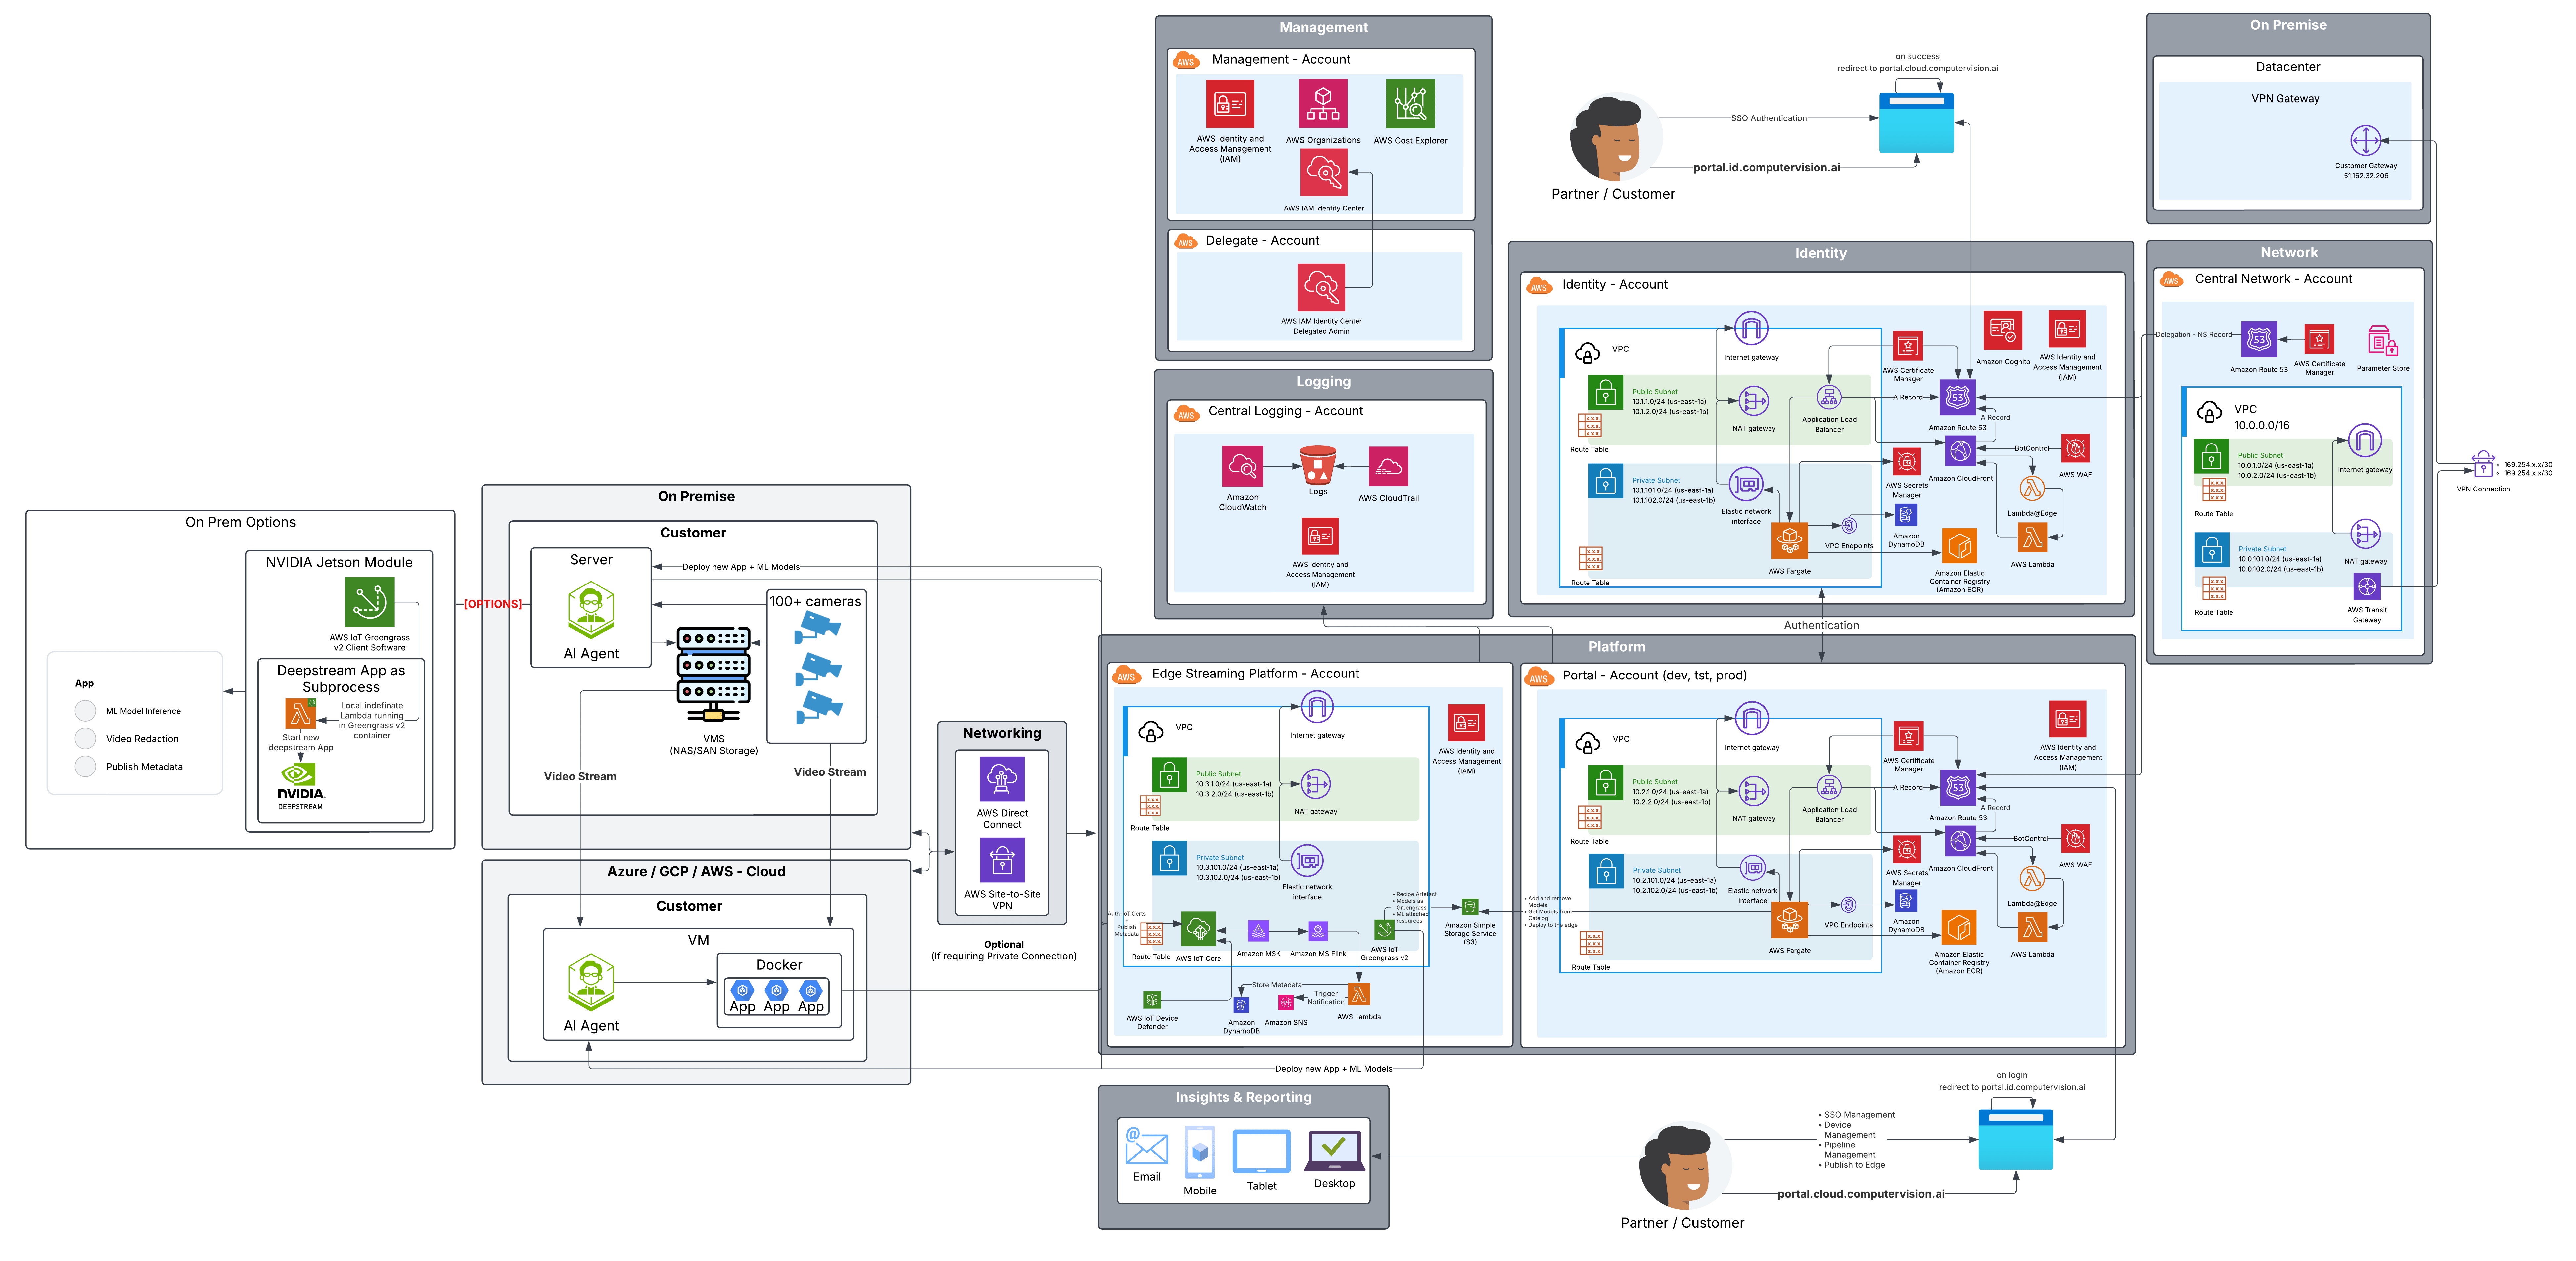 Management
AWS
Management - Account
AWS Identity and
Access Management
(IAM)
AWS Organizations
AWS Cost Explorer
AWS IAM Identity Center
AWS
Delegate - Account
AWS IAM Identity Center
Delegated Admin
Logging
AWS
Central Logging - Account
Amazon
CloudWatch
Logs
AWS CloudTrail
AWS Identity and
Access Management
(IAM)
on success
redirect to portal.cloud.computervision.ai
SSO Authentication
portal.id.computervision.ai
Partner / Customer
On Premise
Datacenter
VPN Gateway
Customer Gateway
51.162.32.206
Identity
AWS
Identity - Account
VPC
Internet gateway
Public Subnet
10.1.1.0/24 (us-east-1a)
10.1.2.0/24 (us-east-1b)
Route Table
NAT gateway
Application Load
Balancer
AWS Certificate
Manager
Amazon Cognito
AWS Identity and
Access Management
(IAM)
A Record
53
Amazon Route 53
A Record
Private Subnet
10.1.101.0/24 (us-east-1a)
10.1.102.0/24 (us-east-1b)
Route Table
Elastic network
interface
AWS Fargate
VPC Endpoints
AWS Secrets
Manager
Amazon
DynamoDB
Amazon CloudFront
BotControl
AWS WAF
Lambda@Edge
AWS Lambda
Amazon Elastic
Container Registry
(Amazon ECR)
Authentication
Network
AWS
Central Network - Account
Delegation - NS Record
53
Amazon Route 53
AWS Certificate
Manager
Parameter Store
VPC
10.0.0.0/16
Public Subnet
10.0.1.0/24 (us-east-1a)
10.0.2.0/24 (us-east-1b)
Internet gateway
Route Table
Private Subnet
10.0.101.0/24 (us-east-1a)
10.0.102.0/24 (us-east-1b)
NAT gateway
Route Table
AWS Transit
Gateway
• 169.254.x.x/30
• 169.254.x.x/30
VPN Connection
On Prem Options
NVIDIA Jetson Module
AWS IoT Greengrass
v2 Client Software
Deepstream App as
Subprocess
Local indefinate
Lambda running
in Greengrass v2
container
Start new
deepstream App
NVIDIA.
DEEPSTREAM
App
ML Model Inference
Video Redaction
Publish Metadata
[OPTIONS]
On Premise
Customer
Server
AI Agent
Deploy new App + ML Models
100+ cameras
VMS
(NAS/SAN Storage)
Video Stream
Video Stream
Azure / GCP / AWS - Cloud
Customer
VM
AI Agent
Docker
App
App
App
Networking
AWS Direct
Connect
AWS Site-to-Site
VPN
Optional
(If requiring Private Connection)
Platform
AWS
Edge Streaming Platform - Account
VPC
Internet gateway
AWS Identity and
Access Management
(IAM)
Public Subnet
10.3.1.0/24 (us-east-1a)
10.3.2.0/24 (us-east-1b)
Route Table
NAT gateway
Private Subnet
10.3.101.0/24 (us-east-1a)
10.3.102.0/24 (us-east-1b)
Elastic network
interface
• Recipe Artefact
• Models as
Greengrass
• ML attached
resources
Auth-IoT Certs
+
Publish
Metadata
Route Table
AWS IoT Core
Amazon MSK
Amazon MS Flink
AWS IoT
Greengrass v2
Amazon Simple
Storage Service
(S3)
Store Metadata
Trigger
Notification
AWS IoT Device
Defender
Amazon
DynamoDB
Amazon SNS
AWS Lambda
Deploy new App + ML Models
AWS
Portal - Account (dev, tst, prod)
VPC
Internet gateway
Public Subnet
10.2.1.0/24 (us-east-1a)
10.2.2.0/24 (us-east-1b)
Route Table
NAT gateway
Application Load
Balancer
AWS Certificate
Manager
AWS Identity and
Access Management
(IAM)
A Record
53
Amazon Route 53
A Record
Private Subnet
10.2.101.0/24 (us-east-1a)
10.2.102.0/24 (us-east-1b)
• Add and remove
Models
• Get Models from
Catelog
• Deploy to the edge
Route Table
Elastic network
interface
AWS Fargate
VPC Endpoints
AWS Secrets
Manager
Amazon
DynamoDB
Amazon CloudFront
BotControl
AWS WAF
Lambda@Edge
AWS Lambda
Amazon Elastic
Container Registry
(Amazon ECR)
Insights & Reporting
Email
Mobile
Tablet
Desktop
on login
redirect to portal.id.computervision.ai
• SSO Management
• Device
Management
• Pipeline
Management
• Publish to Edge
portal.cloud.computervision.ai
Partner / Customer